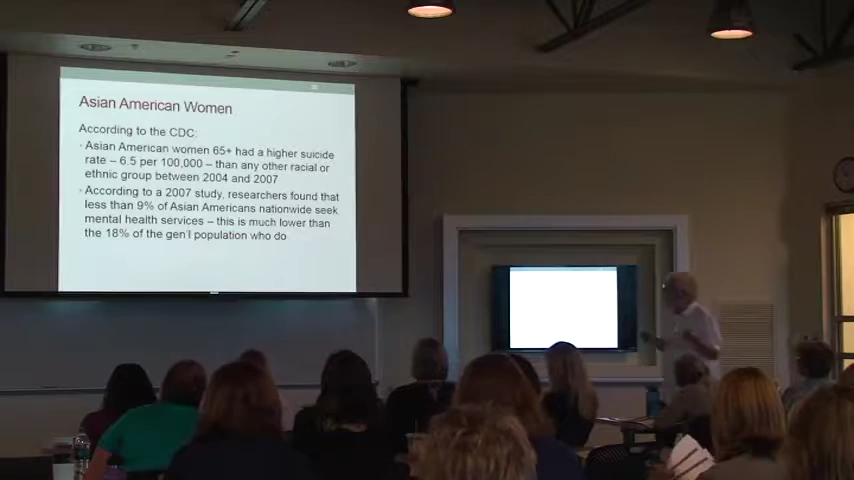 Asian American Women
According to the CDC:
· Asian American women 65+ had a higher suicide
rate – 6.5 per 100,000 – than any other racial or
ethnic group between 2004 and 2007
· According to a 2007 study, researchers found that
less than 9% of Asian Americans nationwide seek
mental health services – this is much lower than
the 18% of the gen'l population who do